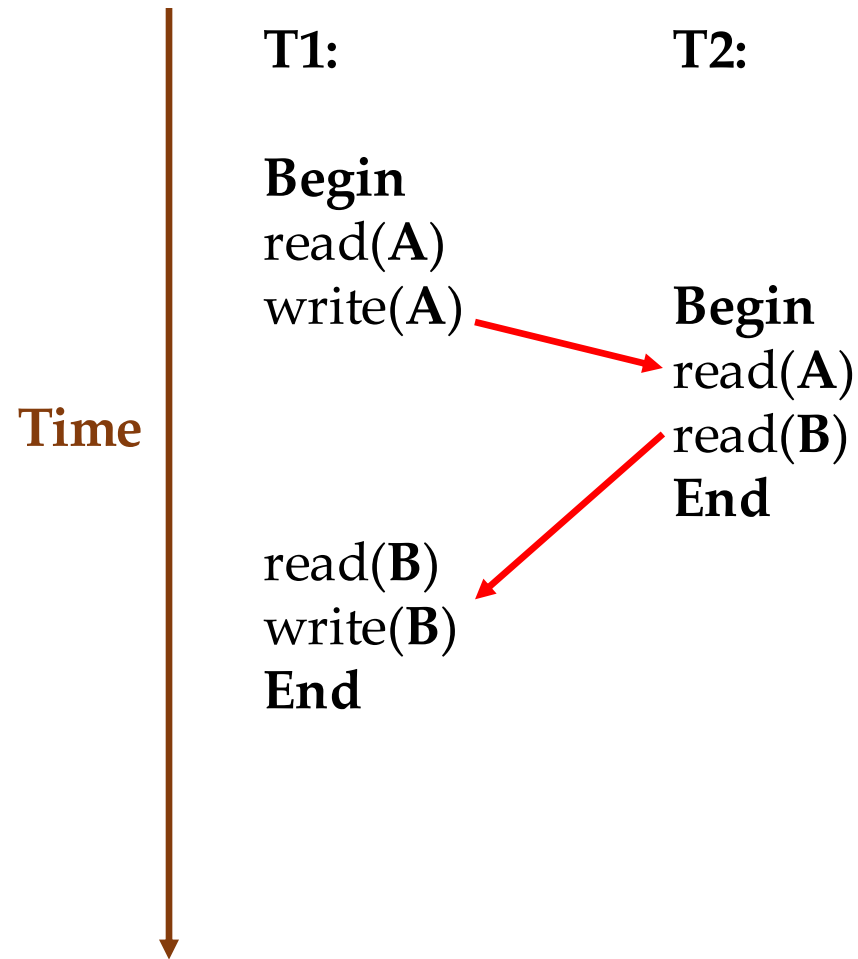 T1:
T2:
Begin
read(A)
write(A)
Begin
read(A)
Time
read(B)
End
read(B)
write(B)
End